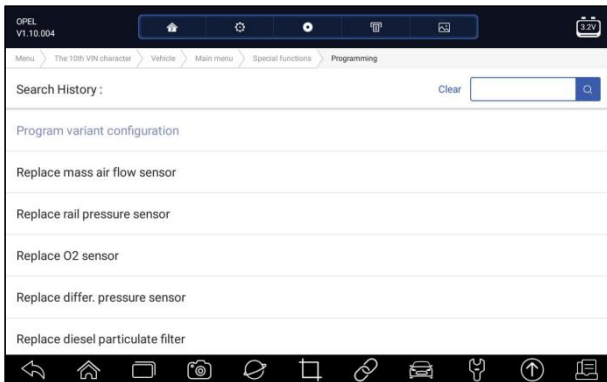 OPEL
V1.10.004
3.2V
Menu The 10th VIN character Vehicle Main menu Special functions Programming
Search History : Clear
Program variant configuration
Replace mass air flow sensor
Replace rail pressure sensor
Replace O2 sensor
Replace differ. pressure sensor
Replace diesel particulate filter